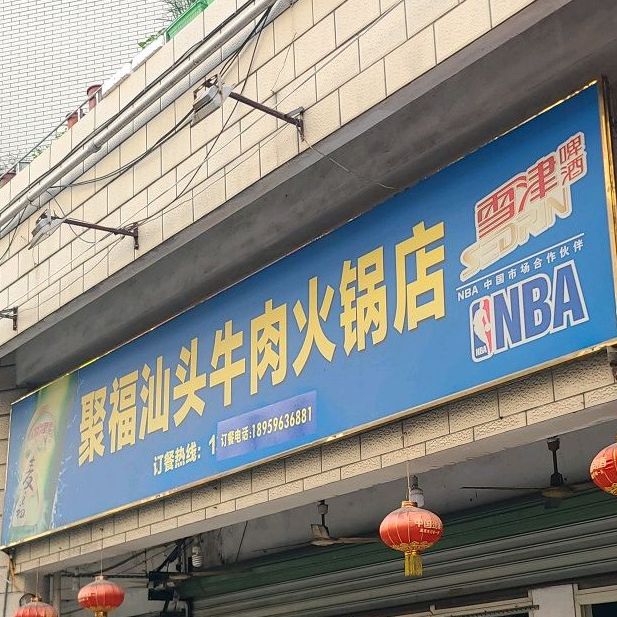 聚福汕头牛肉火锅店
订餐热线：1
订餐电话:18959636881
雪津
啤酒
SEDRIN
NBA 中国市场合作伙伴
NBA
NBA